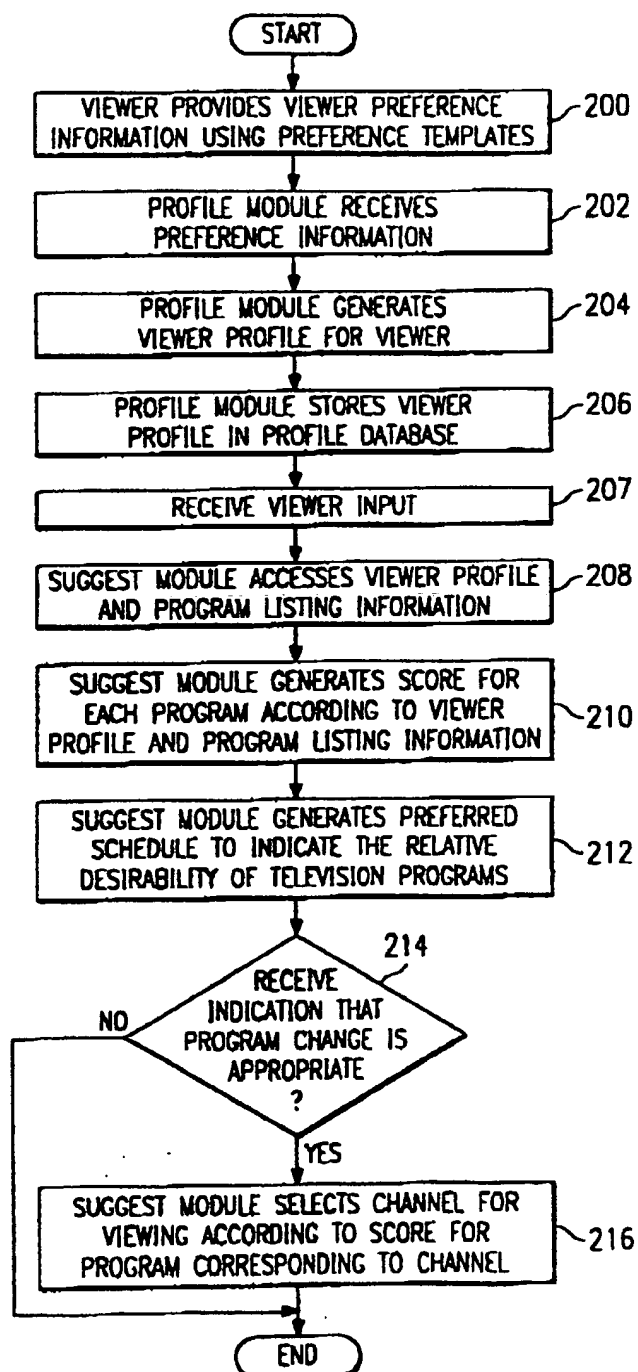 START
VIEWER PROVIDES VIEWER PREFERENCE
INFORMATION USING PREFERENCE TEMPLATES
200
PROFILE MODULE RECEIVES
PREFERENCE INFORMATION
202
PROFILE MODULE GENERATES
VIEWER PROFILE FOR VIEWER
204
PROFILE MODULE STORES VIEWER
PROFILE IN PROFILE DATABASE
206
RECEIVE VIEWER INPUT
207
SUGGEST MODULE ACCESSES VIEWER PROFILE
AND PROGRAM LISTING INFORMATION
208
SUGGEST MODULE GENERATES SCORE FOR
EACH PROGRAM ACCORDING TO VIEWER
PROFILE AND PROGRAM LISTING INFORMATION
210
SUGGEST MODULE GENERATES PREFERRED
SCHEDULE TO INDICATE THE RELATIVE
DESIRABILITY OF TELEVISION PROGRAMS
212
214
RECEIVE
INDICATION THAT
PROGRAM CHANGE IS
APPROPRIATE
?
NO
YES
SUGGEST MODULE SELECTS CHANNEL FOR
VIEWING ACCORDING TO SCORE FOR
PROGRAM CORRESPONDING TO CHANNEL
216
END